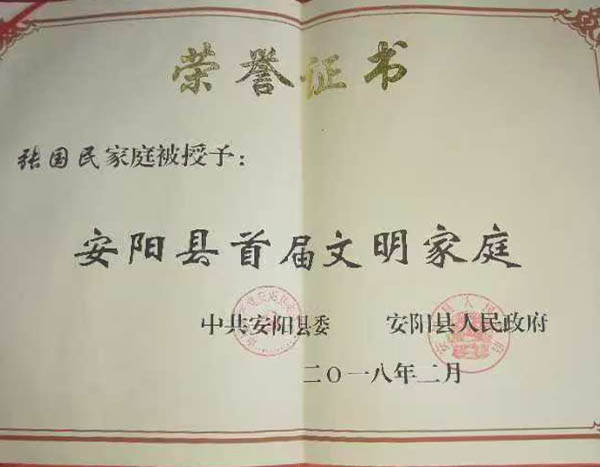 荣誉证书
张国民家庭被授予:
安阳县首届文明家庭
中共安阳县委 安阳县人民政府
二〇一八年二月